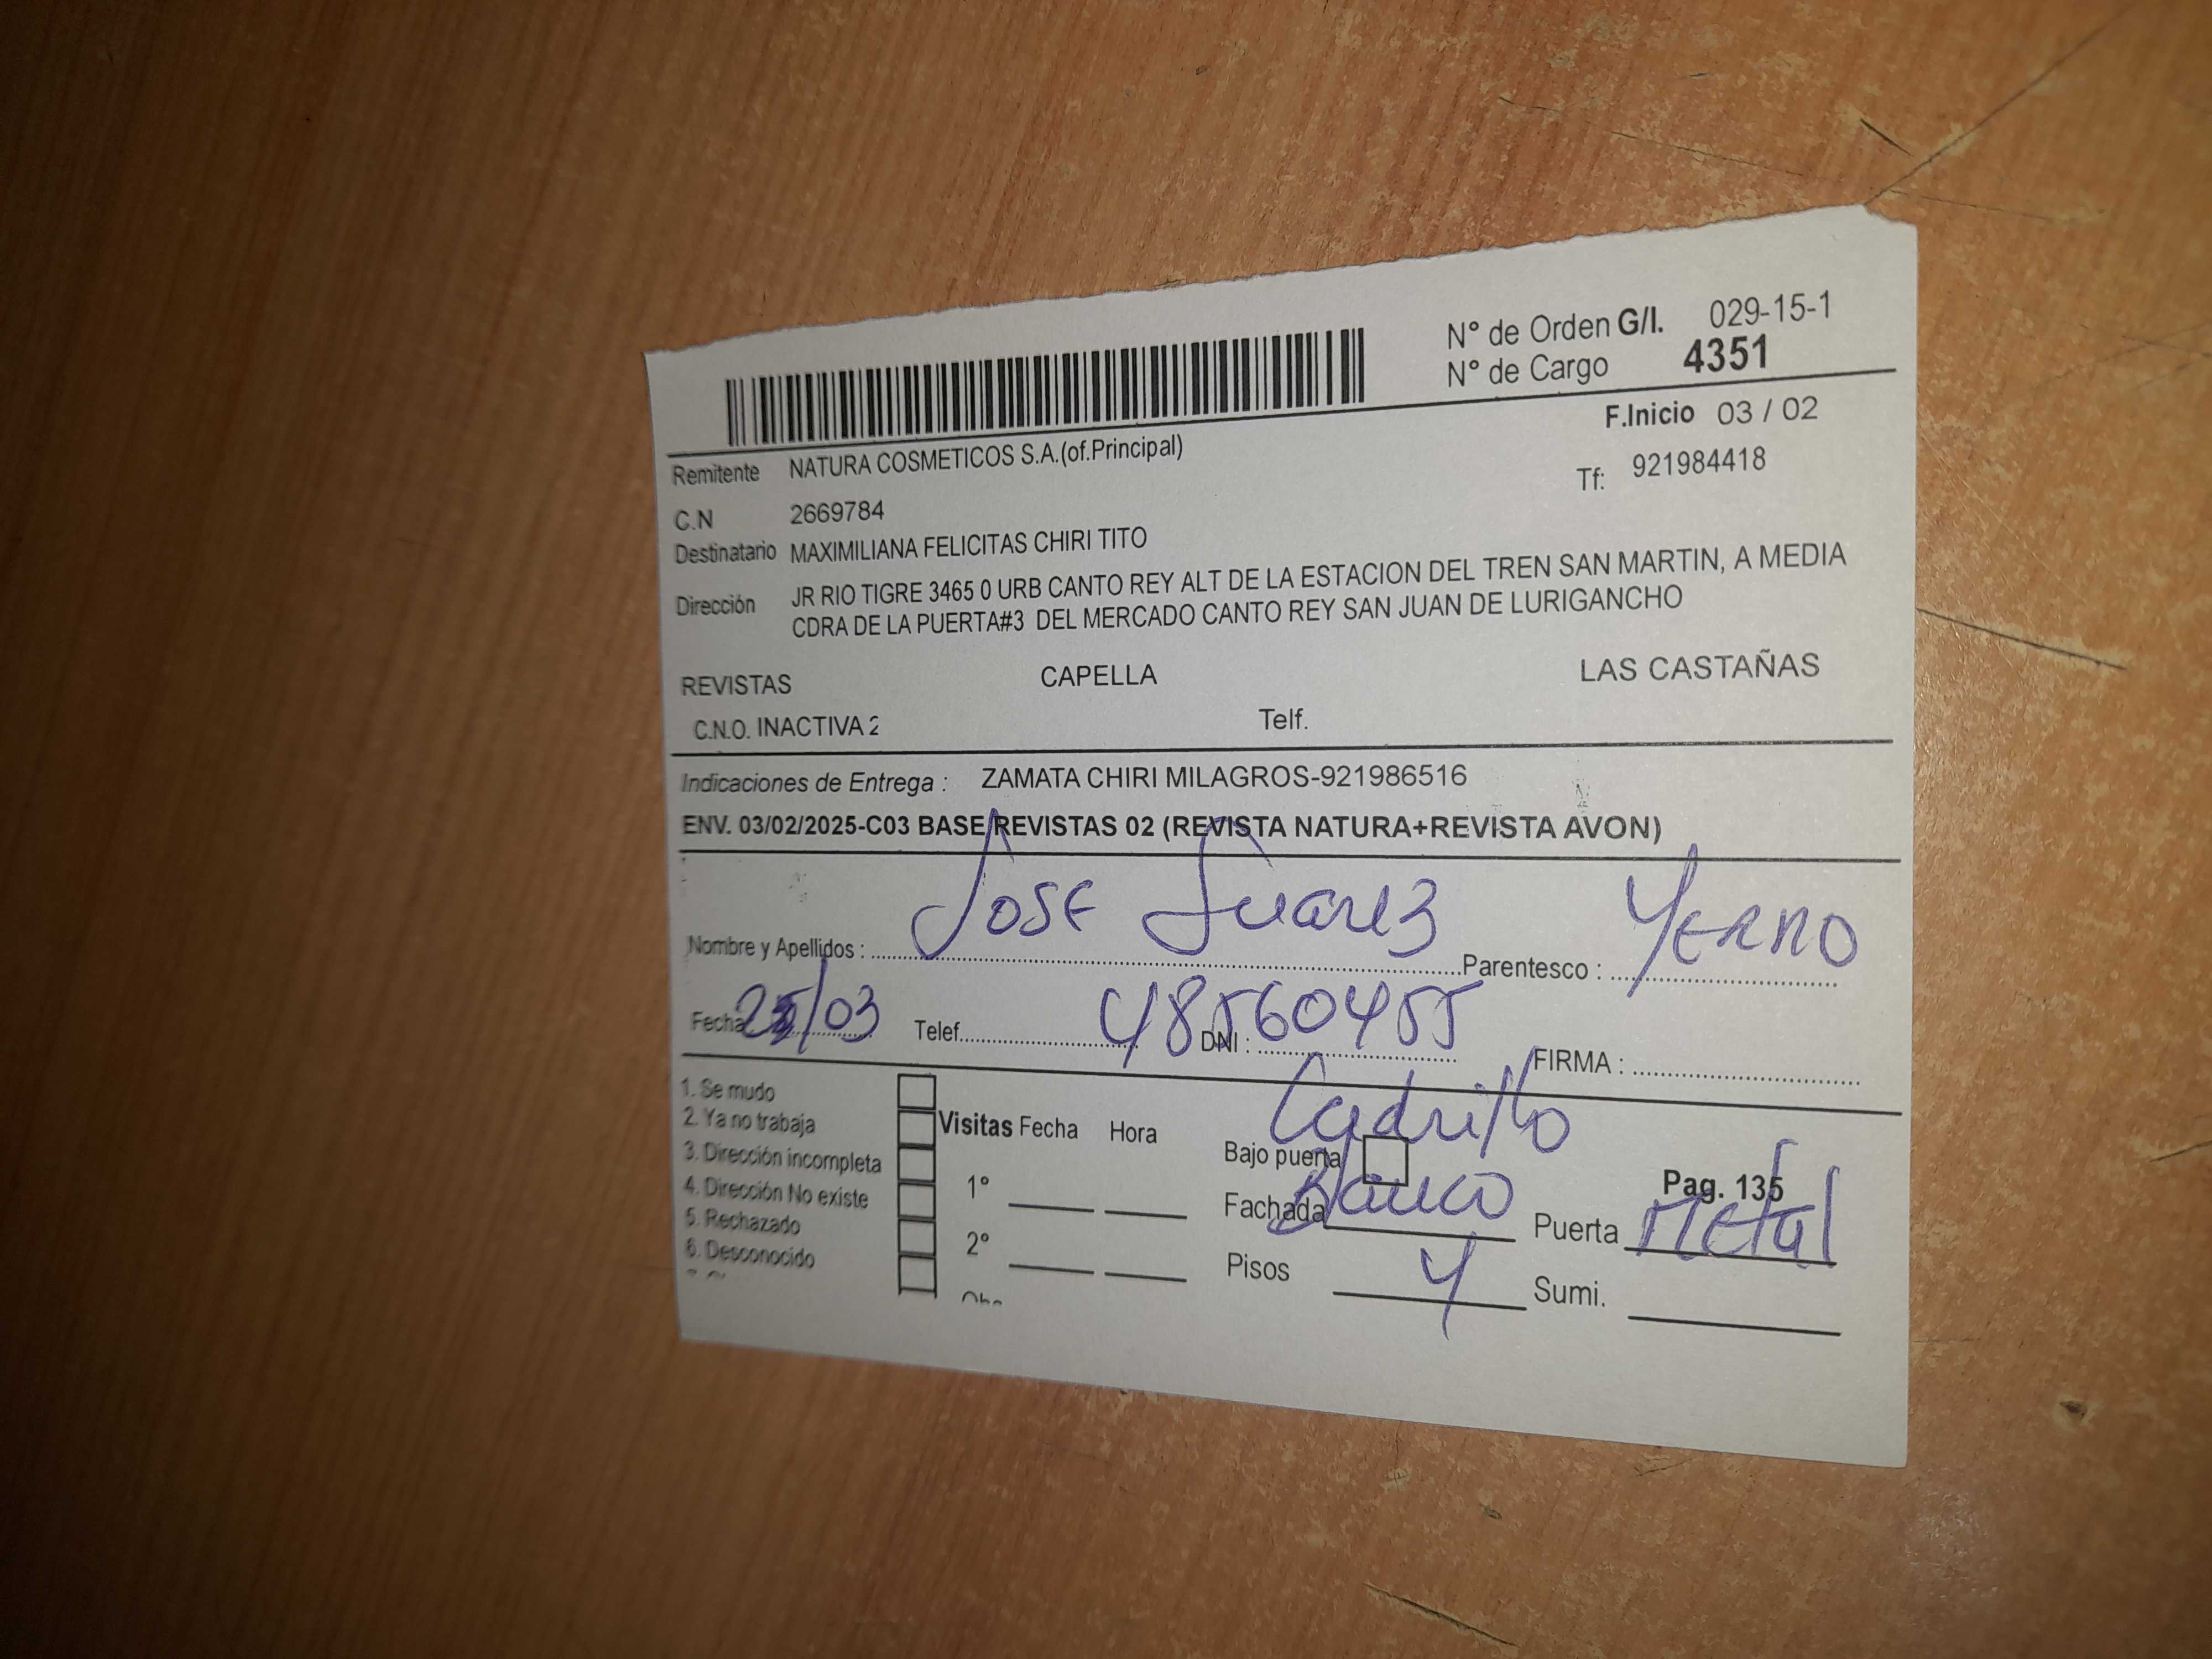 N° de Orden G/I. 029-15-1
N° de Cargo 4351
F.Inicio 03 / 02
Remitente NATURA COSMETICOS S.A.(of.Principal)
Tf: 921984418
C.N 2669784
Destinatario MAXIMILIANA FELICITAS CHIRI TITO
Dirección JR RIO TIGRE 3465 0 URB CANTO REY ALT DE LA ESTACION DEL TREN SAN MARTIN, A MEDIA
CDRA DE LA PUERTA#3 DEL MERCADO CANTO REY SAN JUAN DE LURIGANCHO
REVISTAS CAPELLA LAS CASTAÑAS
C.N.O. INACTIVA 2 Telf.
Indicaciones de Entrega : ZAMATA CHIRI MILAGROS-921986516
ENV. 03/02/2025-C03 BASE REVISTAS 02 (REVISTA NATURA+REVISTA AVON)
Nombre y Apellidos : JOSE Suarez Parentesco : YERNO
Fecha 25/03 Telef. DNI : 48560455 FIRMA :
1. Se mudo
2. Ya no trabaja
3. Dirección incompleta
4. Dirección No existe
5. Rechazado
6. Desconocido
Visitas Fecha Hora
1°
2°
Ladrillo
Bajo puerta
Pag. 135
Fachada Blanco Puerta Metal
Pisos 4 Sumi.